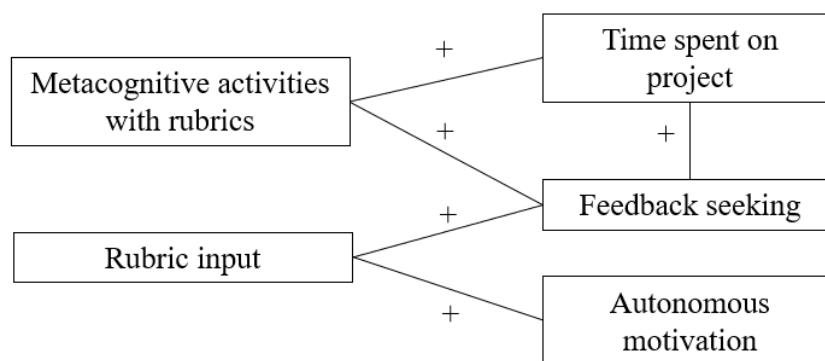 Time spent on
project
Metacognitive activities
with rubrics
+
+
+
Feedback seeking
+
Rubric input
+
Autonomous
motivation